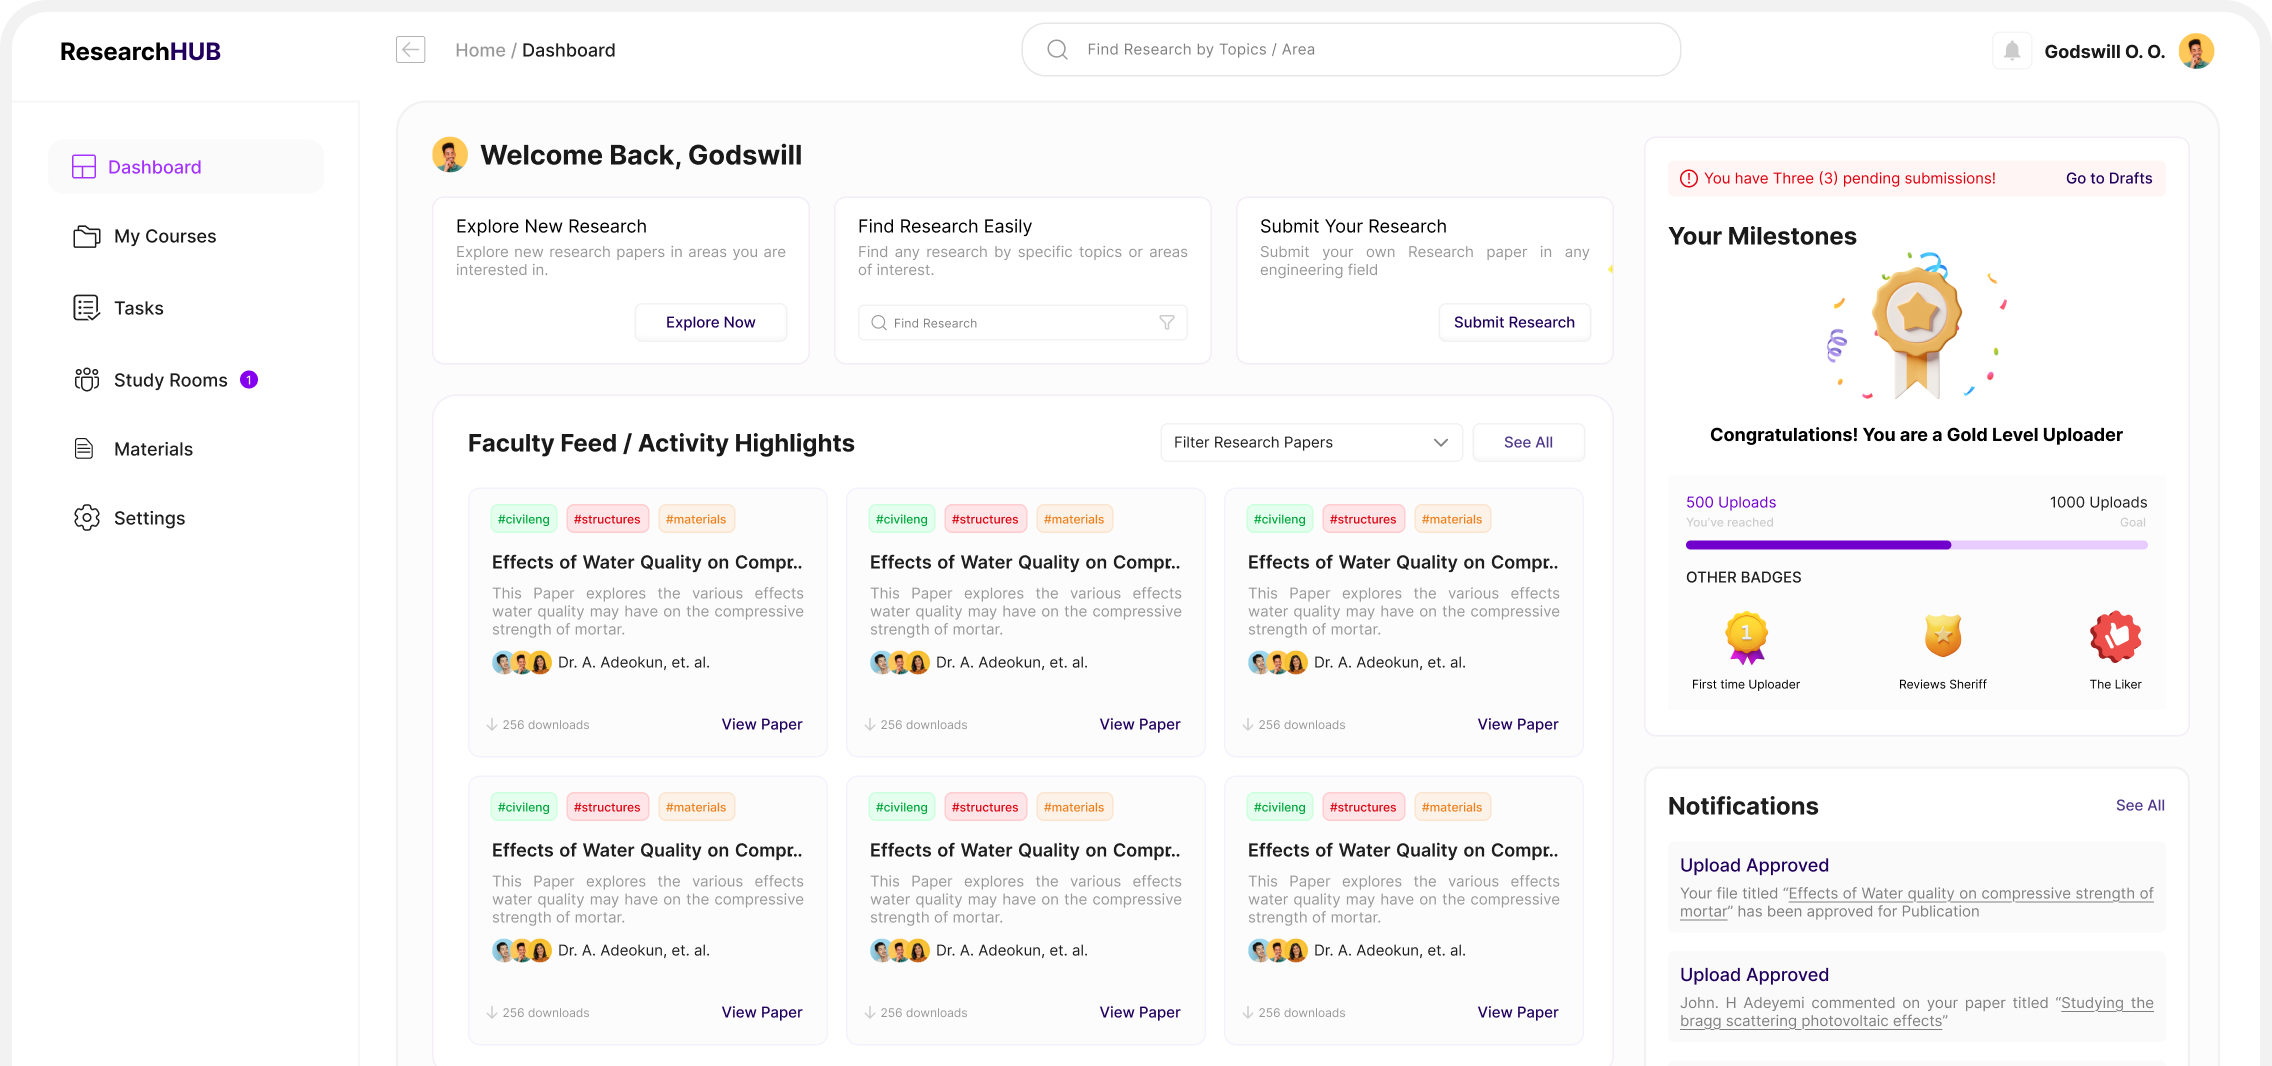 ResearchHUB
Home / Dashboard
Find Research by Topics / Area
Godswill O. O.
Dashboard
My Courses
Tasks
Study Rooms 1
Materials
Settings
Welcome Back, Godswill
Explore New Research
Explore new research papers in areas you are
interested in.
Explore Now
Find Research Easily
Find any research by specific topics or areas
of interest.
Find Research
Submit Your Research
Submit your own Research paper in any
engineering field
Submit Research
Faculty Feed / Activity Highlights
Filter Research Papers
See All
#civileng #structures #materials
Effects of Water Quality on Compr..
This Paper explores the various effects
water quality may have on the compressive
strength of mortar.
Dr. A. Adeokun, et. al.
256 downloads
View Paper
#civileng #structures #materials
Effects of Water Quality on Compr..
This Paper explores the various effects
water quality may have on the compressive
strength of mortar.
Dr. A. Adeokun, et. al.
256 downloads
View Paper
#civileng #structures #materials
Effects of Water Quality on Compr..
This Paper explores the various effects
water quality may have on the compressive
strength of mortar.
Dr. A. Adeokun, et. al.
256 downloads
View Paper
#civileng #structures #materials
Effects of Water Quality on Compr..
This Paper explores the various effects
water quality may have on the compressive
strength of mortar.
Dr. A. Adeokun, et. al.
256 downloads
View Paper
#civileng #structures #materials
Effects of Water Quality on Compr..
This Paper explores the various effects
water quality may have on the compressive
strength of mortar.
Dr. A. Adeokun, et. al.
256 downloads
View Paper
#civileng #structures #materials
Effects of Water Quality on Compr..
This Paper explores the various effects
water quality may have on the compressive
strength of mortar.
Dr. A. Adeokun, et. al.
256 downloads
View Paper
You have Three (3) pending submissions!
Go to Drafts
Your Milestones
Congratulations! You are a Gold Level Uploader
500 Uploads
You've reached
1000 Uploads
Goal
OTHER BADGES
1
First time Uploader
Reviews Sheriff
The Liker
Notifications
See All
Upload Approved
Your file titled “Effects of Water quality on compressive strength of
mortar” has been approved for Publication
Upload Approved
John. H Adeyemi commented on your paper titled “Studying the
bragg scattering photovoltaic effects”